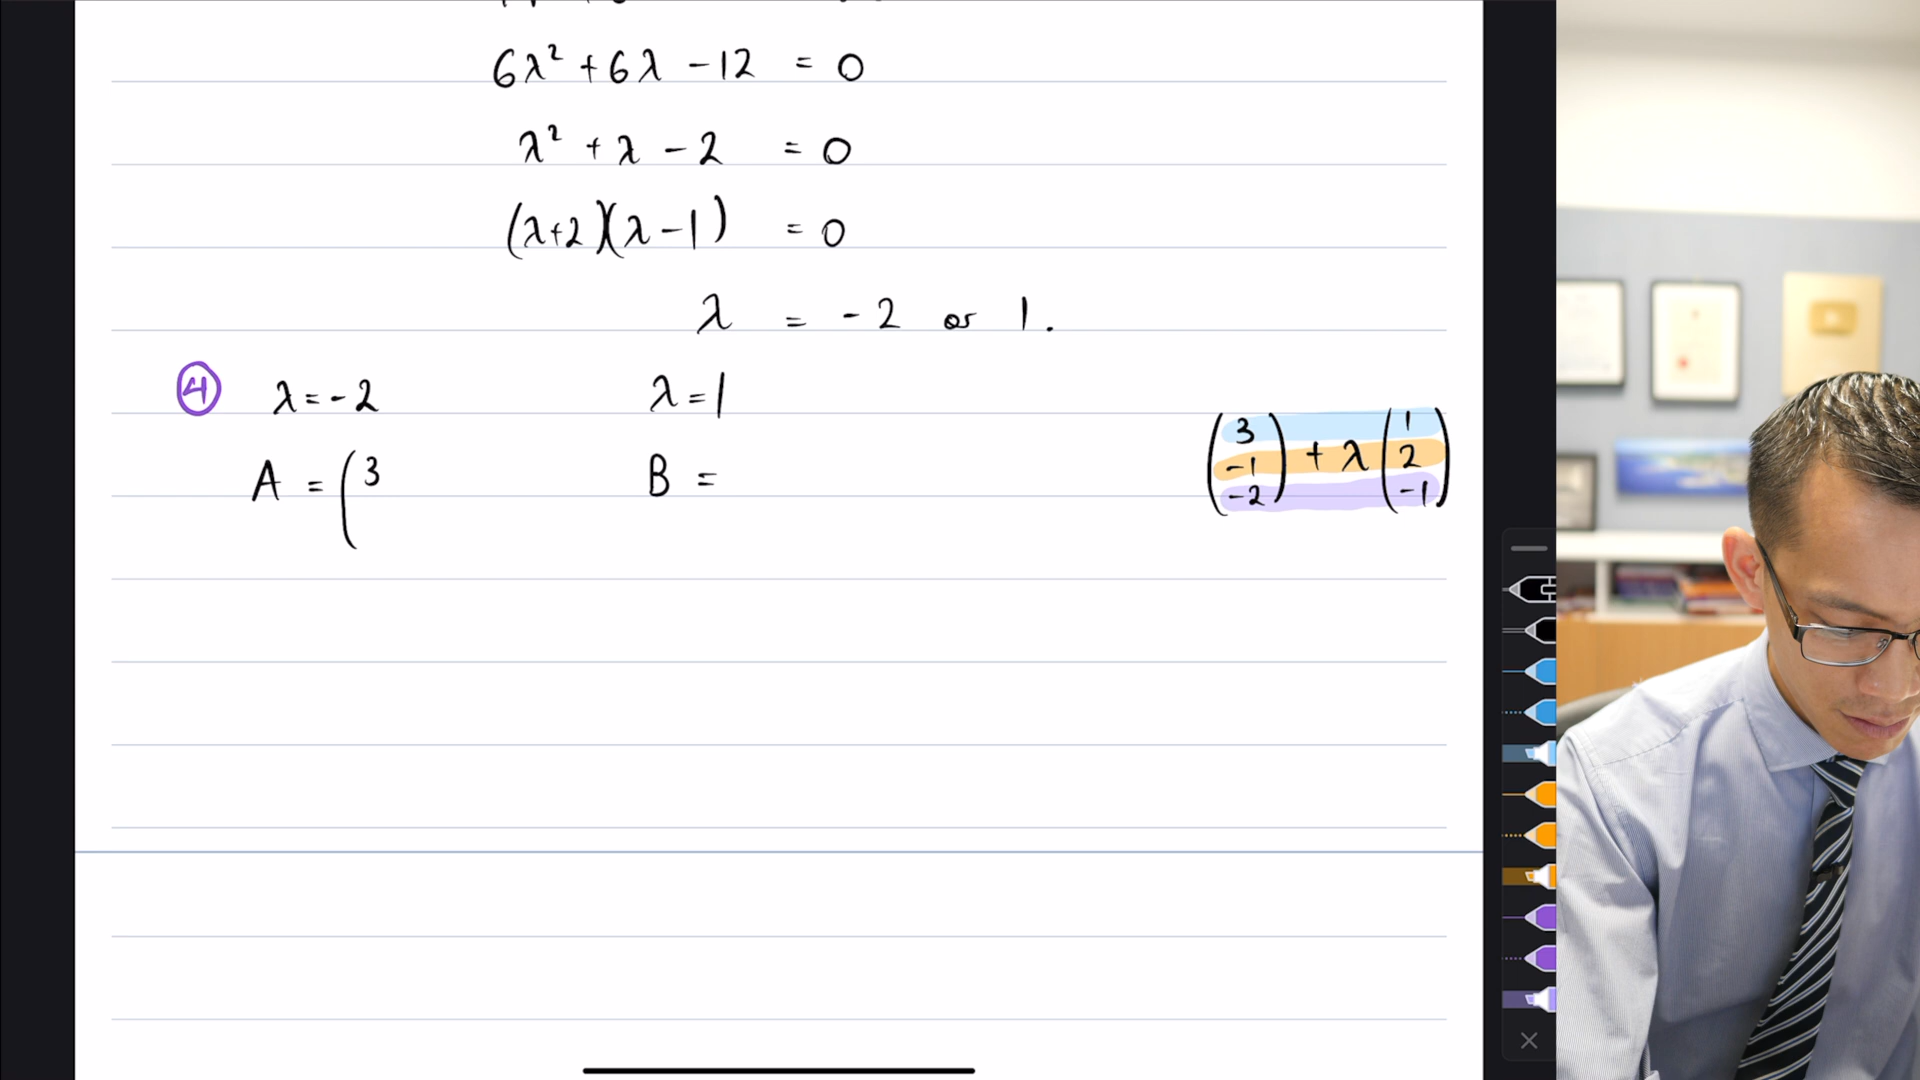 6λ² + 6λ − 12 = 0
λ² + λ − 2 = 0
(λ+2)(λ−1) = 0
λ = −2 or 1.
④ λ = −2 λ = 1
A = (3 B =
(3 −1 −2) + λ (1 2 −1)